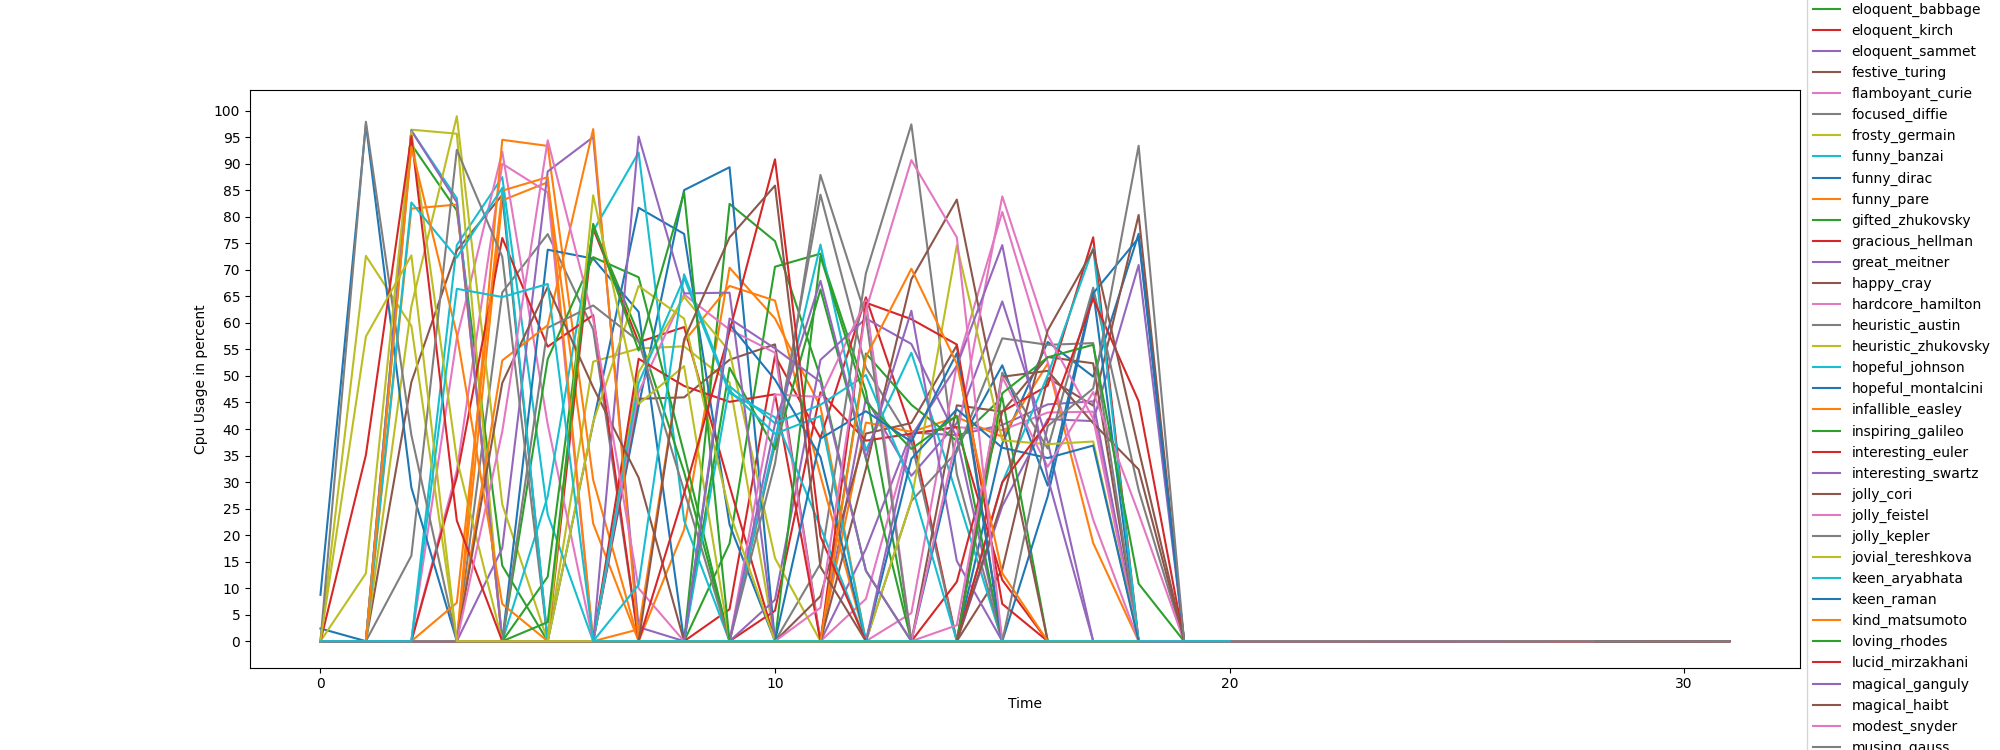 100
95
90
85
80
75
70
65
60
55
50
45
40
35
30
25
20
15
10
5
0
Cpu Usage in percent
0 10 20 30
Time
eloquent_babbage
eloquent_kirch
eloquent_sammet
festive_turing
flamboyant_curie
focused_diffie
frosty_germain
funny_banzai
funny_dirac
funny_pare
gifted_zhukovsky
gracious_hellman
great_meitner
happy_cray
hardcore_hamilton
heuristic_austin
heuristic_zhukovsky
hopeful_johnson
hopeful_montalcini
infallible_easley
inspiring_galileo
interesting_euler
interesting_swartz
jolly_cori
jolly_feistel
jolly_kepler
jovial_tereshkova
keen_aryabhata
keen_raman
kind_matsumoto
loving_rhodes
lucid_mirzakhani
magical_ganguly
magical_haibt
modest_snyder
musing_gauss